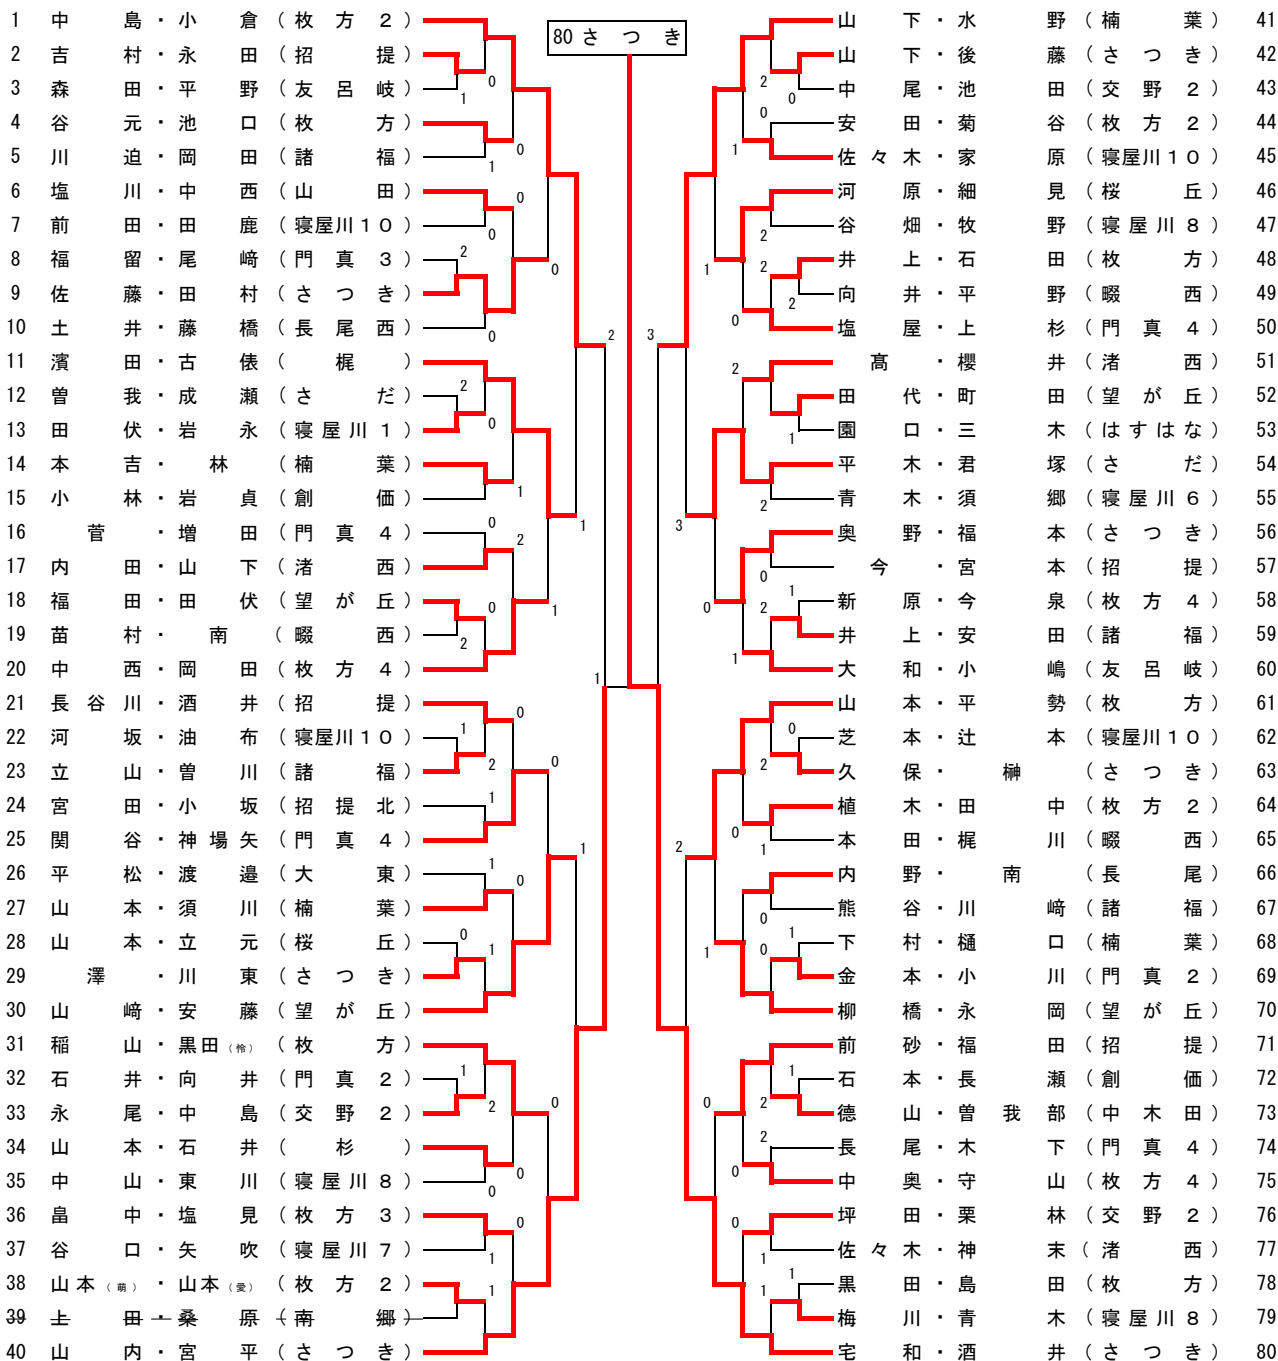 80 さつき
1 中島・小倉（枚方２）
2 吉村・永田（招提）
3 森田・平野（友呂岐）
4 谷元・池口（枚方）
5 川迫・岡田（諸福）
6 塩川・中西（山田）
7 前田・田鹿（寝屋川１０）
8 福留・尾﨑（門真３）
9 佐藤・田村（さつき）
10 土井・藤橋（長尾西）
11 濱田・古俵（梶）
12 曽我・成瀬（さだ）
13 田伏・岩永（寝屋川１）
14 本吉・林（楠葉）
15 小林・岩貞（創価）
16 菅・増田（門真４）
17 内田・山下（渚西）
18 福田・田伏（望が丘）
19 苗村・南（畷西）
20 中西・岡田（枚方４）
21 長谷川・酒井（招提）
22 河坂・油布（寝屋川１０）
23 立山・曽川（諸福）
24 宮田・小坂（招提北）
25 関谷・神場矢（門真４）
26 平松・渡邉（大東）
27 山本・須川（楠葉）
28 山本・立元（桜丘）
29 澤・川東（さつき）
30 山﨑・安藤（望が丘）
31 稲山・黒田（怜）（枚方）
32 石井・向井（門真２）
33 永尾・中島（交野２）
34 山本・石井（杉）
35 中山・東川（寝屋川８）
36 畠中・塩見（枚方３）
37 谷口・矢吹（寝屋川７）
38 山本（萌）・山本（愛）（枚方２）
39 上田・桑原（南郷）
40 山内・宮平（さつき）
山下・水野（楠葉） 41
山下・後藤（さつき） 42
中尾・池田（交野２） 43
安田・菊谷（枚方２） 44
佐々木・家原（寝屋川１０） 45
河原・細見（桜丘） 46
谷畑・牧野（寝屋川８） 47
井上・石田（枚方） 48
向井・平野（畷西） 49
塩屋・上杉（門真４） 50
髙・櫻井（渚西） 51
田代・町田（望が丘） 52
園口・三木（はすはな） 53
平木・君塚（さだ） 54
青木・須郷（寝屋川６） 55
奥野・福本（さつき） 56
今・宮本（招提） 57
新原・今泉（枚方４） 58
井上・安田（諸福） 59
大和・小嶋（友呂岐） 60
山本・平勢（枚方） 61
芝本・辻本（寝屋川１０） 62
久保・榊（さつき） 63
植木・田中（枚方２） 64
本田・梶川（畷西） 65
内野・南（長尾） 66
熊谷・川﨑（諸福） 67
下村・樋口（楠葉） 68
金本・小川（門真２） 69
柳橋・永岡（望が丘） 70
前砂・福田（招提） 71
石本・長瀬（創価） 72
德山・曽我部（中木田） 73
長尾・木下（門真４） 74
中奥・守山（枚方４） 75
坪田・栗林（交野２） 76
佐々木・神末（渚西） 77
黒田・島田（枚方） 78
梅川・青木（寝屋川８） 79
宅和・酒井（さつき） 80